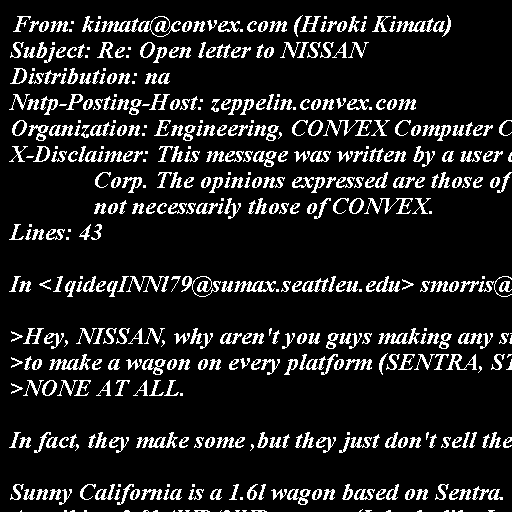 From: kimata@convex.com (Hiroki Kimata)
Subject: Re: Open letter to NISSAN
Distribution: na
Nntp-Posting-Host: zeppelin.convex.com
Organization: Engineering, CONVEX Computer C
X-Disclaimer: This message was written by a user
Corp. The opinions expressed are those of
not necessarily those of CONVEX.
Lines: 43
In <1qideqINNl79@sumax.seattleu.edu> smorris@
>Hey, NISSAN, why aren't you guys making any
>to make a wagon on every platform (SENTRA, ST
>NONE AT ALL.
In fact, they make some ,but they just don't sell the
Sunny California is a 1.6l wagon based on Sentra.